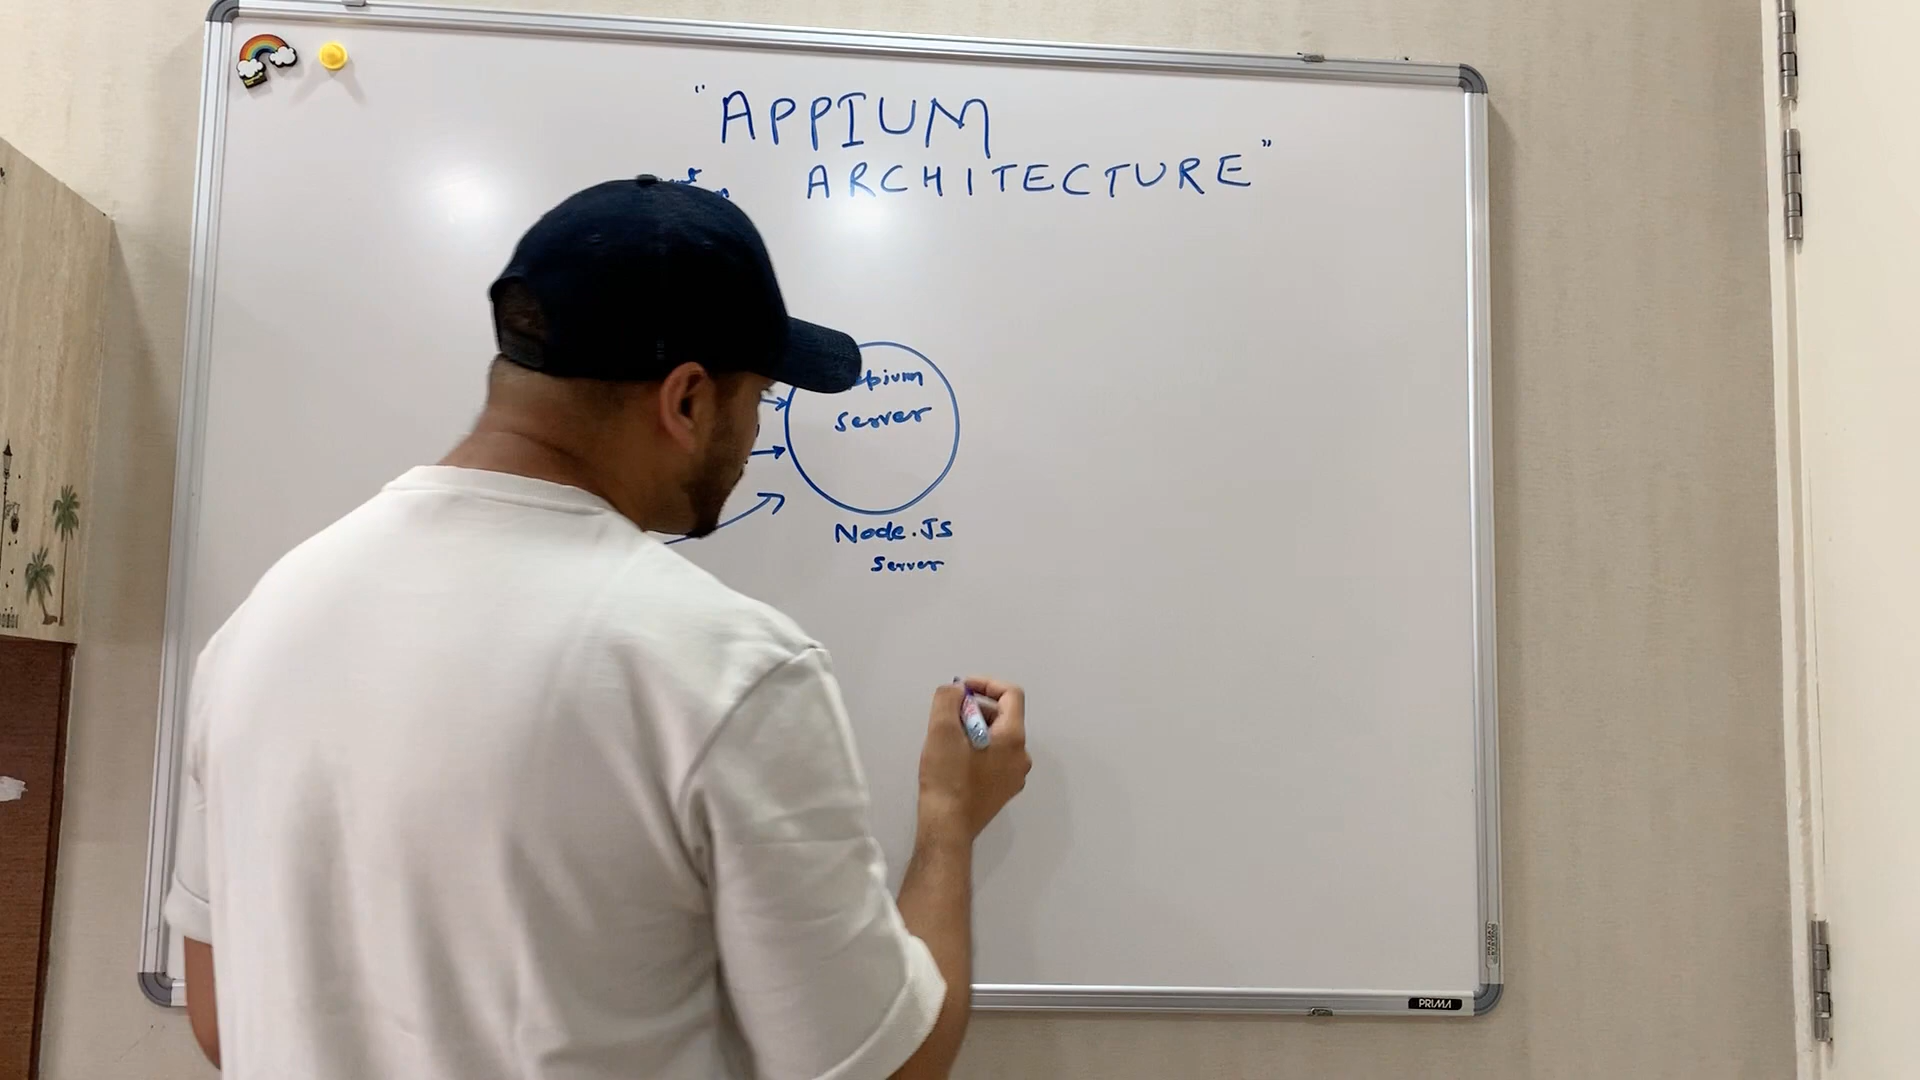 "APPIUM
ARCHITECTURE"
server
Node.JS
server
PRIMA